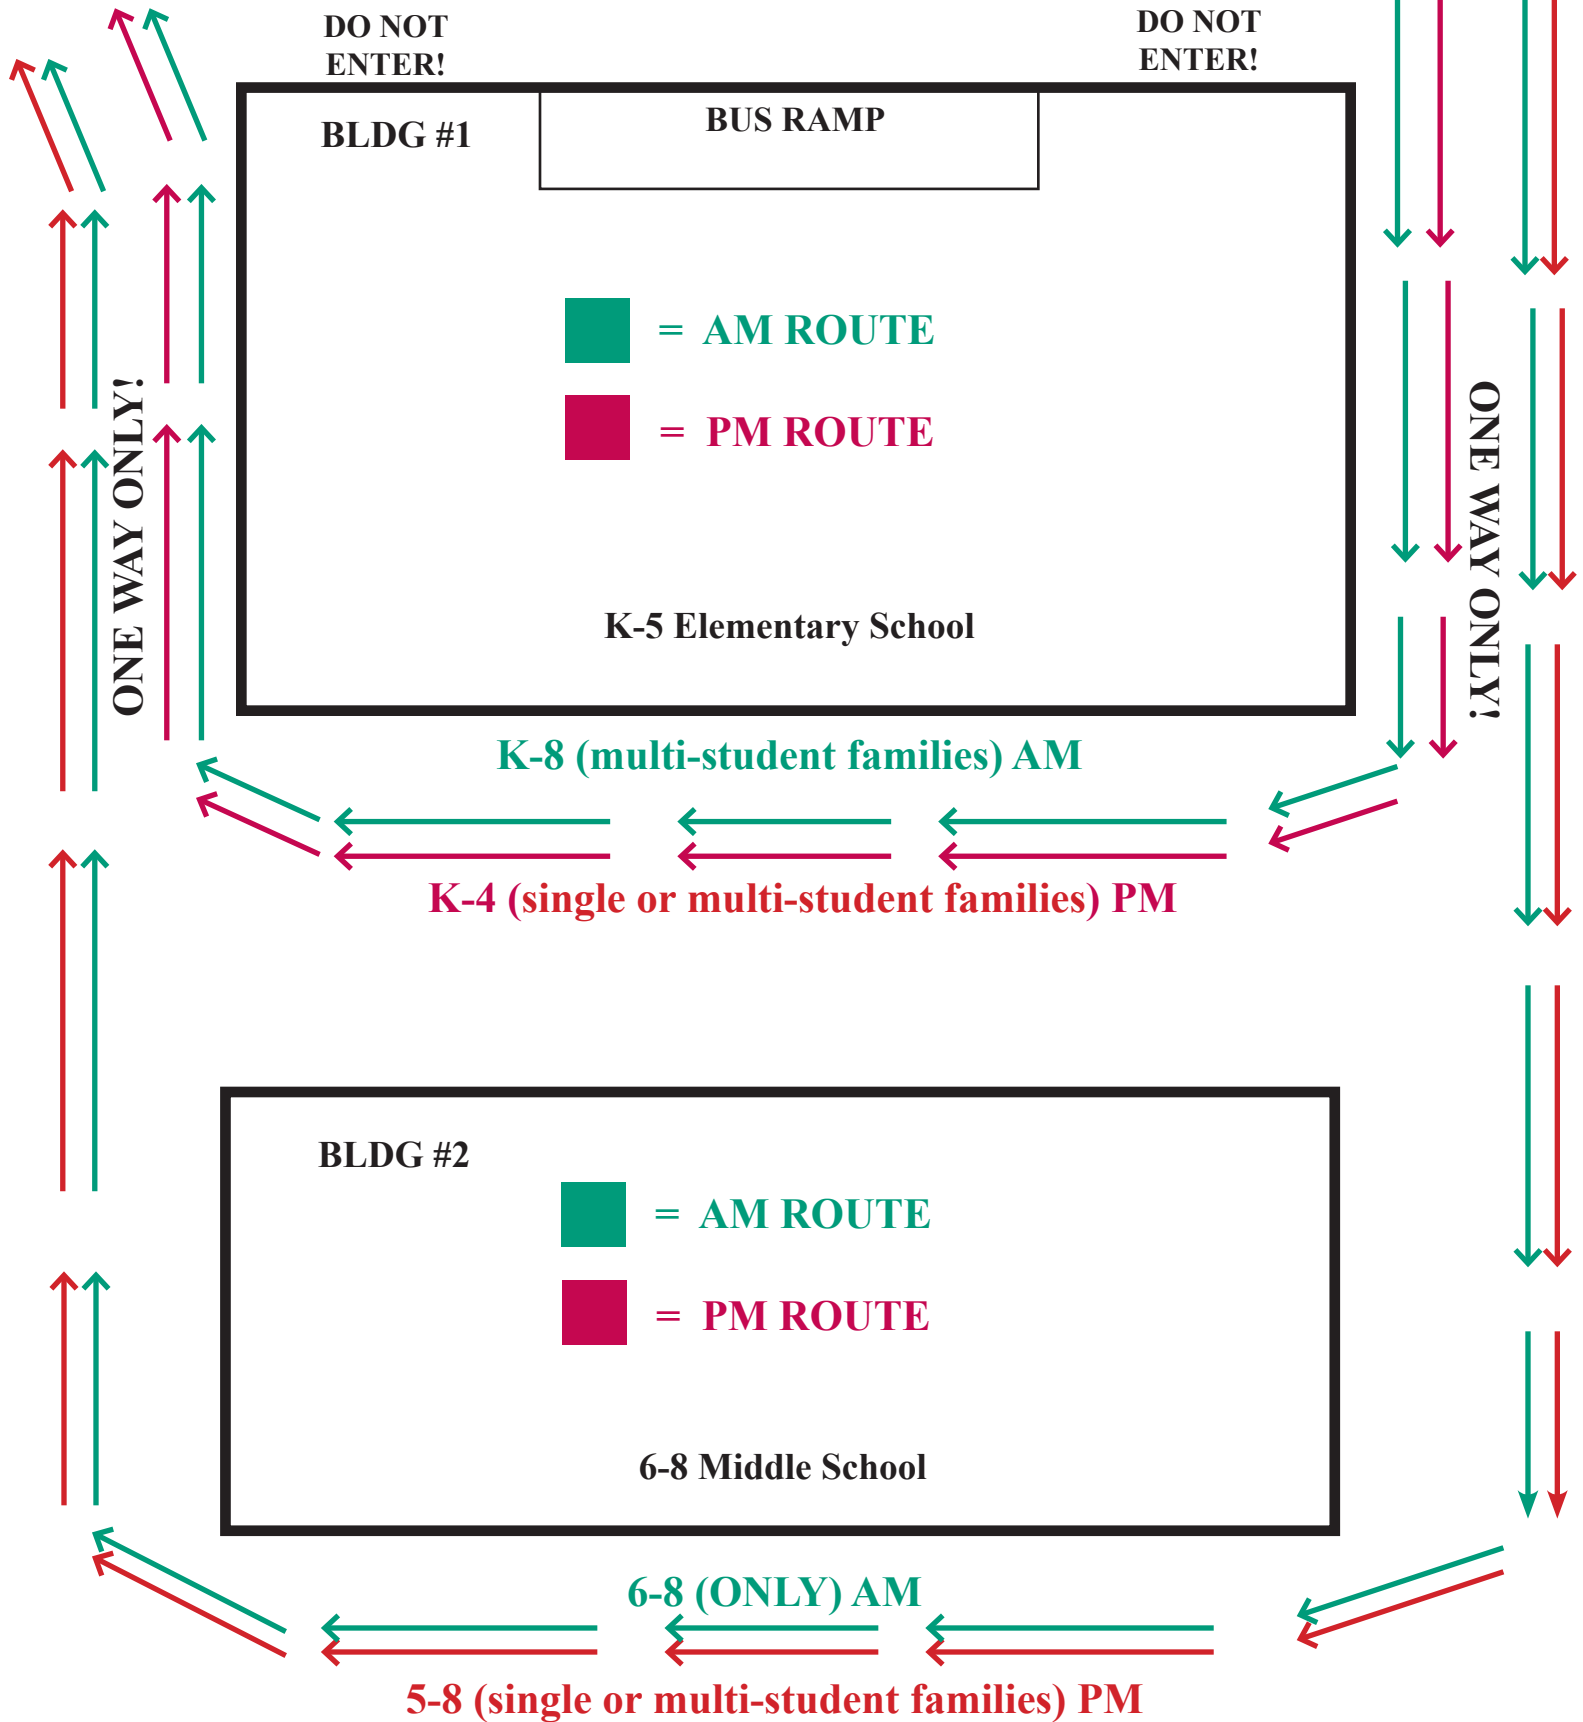 DO NOT
ENTER!
DO NOT
ENTER!
BLDG #1
BUS RAMP
= AM ROUTE
= PM ROUTE
ONE WAY ONLY!
ONE WAY ONLY!
K-5 Elementary School
K-8 (multi-student families) AM
K-4 (single or multi-student families) PM
BLDG #2
= AM ROUTE
= PM ROUTE
6-8 Middle School
6-8 (ONLY) AM
5-8 (single or multi-student families) PM